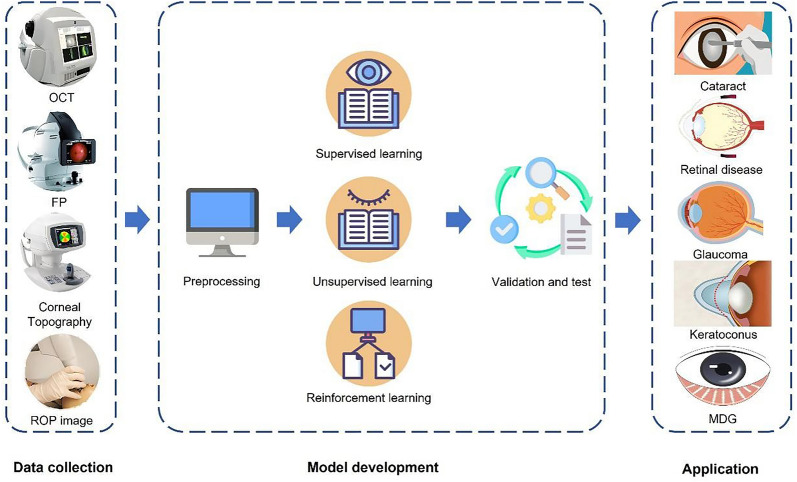 OCT
FP
Corneal
Topography
ROP image
Data collection
Preprocessing
Supervised learning
Unsupervised learning
Reinforcement learning
Validation and test
Model development
Cataract
Retinal disease
Glaucoma
Keratoconus
MDG
Application